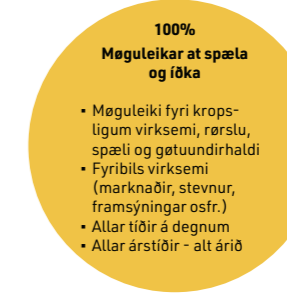 100%
Møguleikar at spæla
og íðka
▪ Møguleiki fyri krops-
ligum virksemi, rørslu,
spæli og gøtuundirhaldi
▪ Fyribils virksemi
(marknaðir, stevnur,
framsýningar osfr.)
▪ Allar tíðir á degnum
▪ Allar árstíðir - alt árið